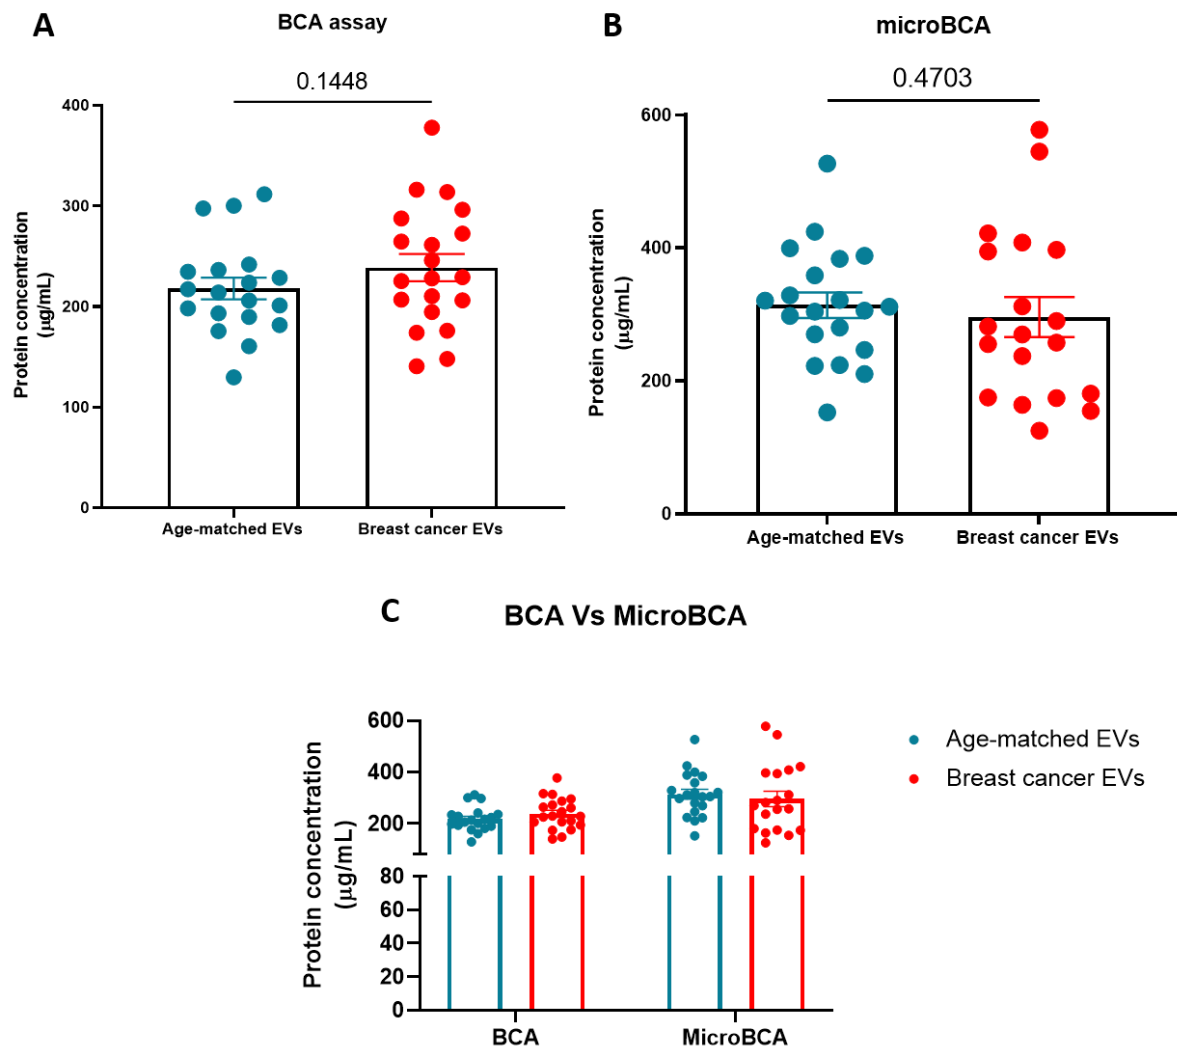 A
BCA assay
0.1448
400
300
200
100
0
Protein concentration
(µg/mL)
Age-matched EVs
Breast cancer EVs
B
microBCA
0.4703
600
400
200
0
Protein concentration
(µg/mL)
Age-matched EVs
Breast cancer EVs
C
BCA Vs MicroBCA
600
400
200
80
60
40
20
0
Protein concentration
(µg/mL)
BCA
MicroBCA
Age-matched EVs
Breast cancer EVs